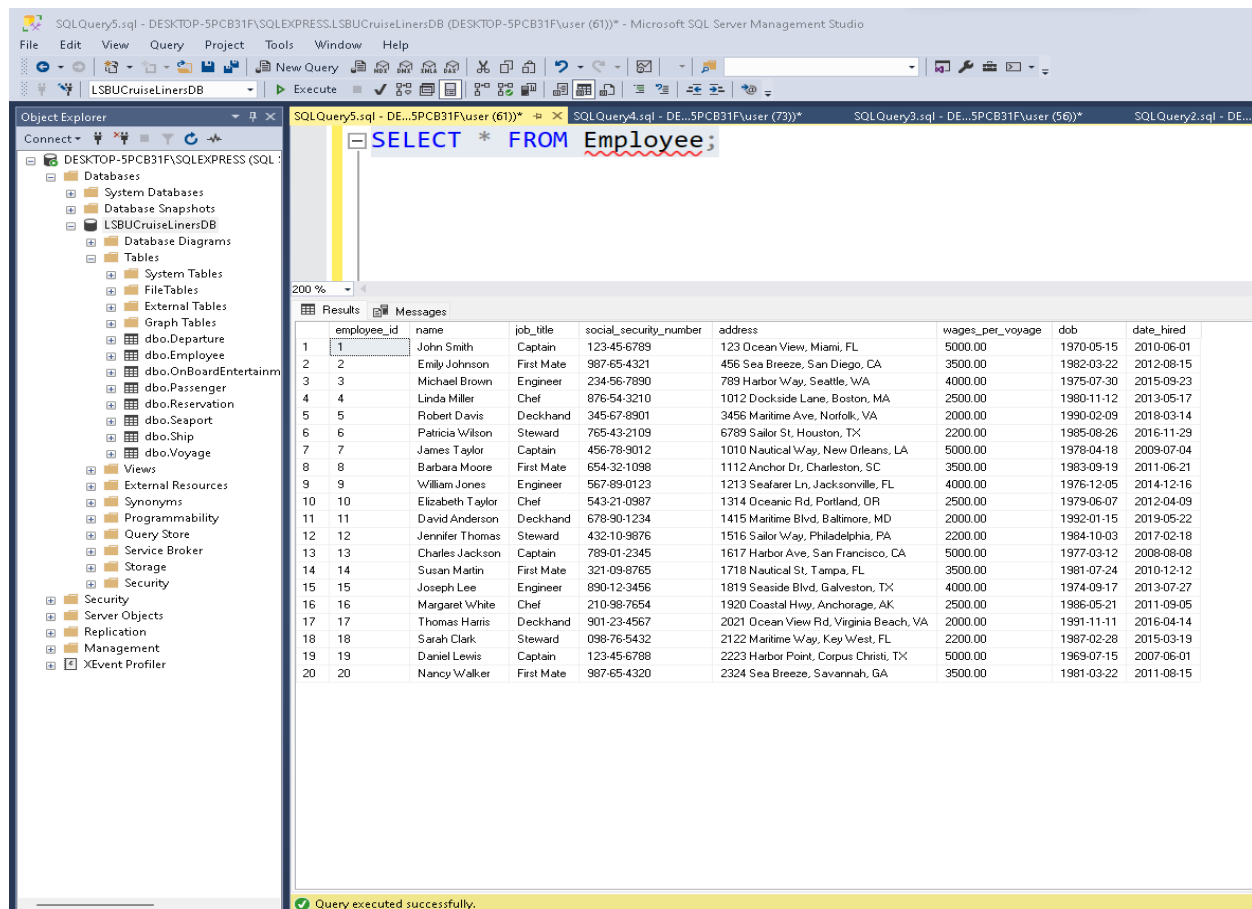 SQLQuery5.sql - DESKTOP-5PCB31F\SQLEXPRESS.LSBUCruiseLinersDB (DESKTOP-5PCB31F\user (61))* - Microsoft SQL Server Management Studio
File Edit View Query Project Tools Window Help
New Query
LSBUCruiseLinersDB Execute
Object Explorer
Connect
DESKTOP-5PCB31F\SQLEXPRESS (SQL
Databases
System Databases
Database Snapshots
LSBUCruiseLinersDB
Database Diagrams
Tables
System Tables
FileTables
External Tables
Graph Tables
dbo.Departure
dbo.Employee
dbo.OnBoardEntertainm
dbo.Passenger
dbo.Reservation
dbo.Seaport
dbo.Ship
dbo.Voyage
Views
External Resources
Synonyms
Programmability
Query Store
Service Broker
Storage
Security
Security
Server Objects
Replication
Management
XEvent Profiler
SQLQuery5.sql - DE...5PCB31F\user (61))* SQLQuery4.sql - DE...5PCB31F\user (73))* SQLQuery3.sql - DE...5PCB31F\user (56))* SQLQuery2.sql - DE...
SELECT * FROM Employee;
200 %
Results Messages
employee_id name job_title social_security_number address wages_per_voyage dob date_hired
1 1 John Smith Captain 123-45-6789 123 Ocean View, Miami, FL 5000.00 1970-05-15 2010-06-01
2 2 Emily Johnson First Mate 987-65-4321 456 Sea Breeze, San Diego, CA 3500.00 1982-03-22 2012-08-15
3 3 Michael Brown Engineer 234-56-7890 789 Harbor Way, Seattle, WA 4000.00 1975-07-30 2015-09-23
4 4 Linda Miller Chef 876-54-3210 1012 Dockside Lane, Boston, MA 2500.00 1980-11-12 2013-05-17
5 5 Robert Davis Deckhand 345-67-8901 3456 Maritime Ave, Norfolk, VA 2000.00 1990-02-09 2018-03-14
6 6 Patricia Wilson Steward 765-43-2109 6789 Sailor St, Houston, TX 2200.00 1985-08-26 2016-11-29
7 7 James Taylor Captain 456-78-9012 1010 Nautical Way, New Orleans, LA 5000.00 1978-04-18 2009-07-04
8 8 Barbara Moore First Mate 654-32-1098 1112 Anchor Dr, Charleston, SC 3500.00 1983-09-19 2011-06-21
9 9 William Jones Engineer 567-89-0123 1213 Seafarer Ln, Jacksonville, FL 4000.00 1976-12-05 2014-12-16
10 10 Elizabeth Taylor Chef 543-21-0987 1314 Oceanic Rd, Portland, OR 2500.00 1979-06-07 2012-04-09
11 11 David Anderson Deckhand 678-90-1234 1415 Maritime Blvd, Baltimore, MD 2000.00 1992-01-15 2019-05-22
12 12 Jennifer Thomas Steward 432-10-9876 1516 Sailor Way, Philadelphia, PA 2200.00 1984-10-03 2017-02-18
13 13 Charles Jackson Captain 789-01-2345 1617 Harbor Ave, San Francisco, CA 5000.00 1977-03-12 2008-08-08
14 14 Susan Martin First Mate 321-09-8765 1718 Nautical St, Tampa, FL 3500.00 1981-07-24 2010-12-12
15 15 Joseph Lee Engineer 890-12-3456 1819 Seaside Blvd, Galveston, TX 4000.00 1974-09-17 2013-07-27
16 16 Margaret White Chef 210-98-7654 1920 Coastal Hwy, Anchorage, AK 2500.00 1986-05-21 2011-09-05
17 17 Thomas Harris Deckhand 901-23-4567 2021 Ocean View Rd, Virginia Beach, VA 2000.00 1991-11-11 2016-04-14
18 18 Sarah Clark Steward 098-76-5432 2122 Maritime Way, Key West, FL 2200.00 1987-02-28 2015-03-19
19 19 Daniel Lewis Captain 123-45-6788 2223 Harbor Point, Corpus Christi, TX 5000.00 1969-07-15 2007-06-01
20 20 Nancy Walker First Mate 987-65-4320 2324 Sea Breeze, Savannah, GA 3500.00 1981-03-22 2011-08-15
Query executed successfully.